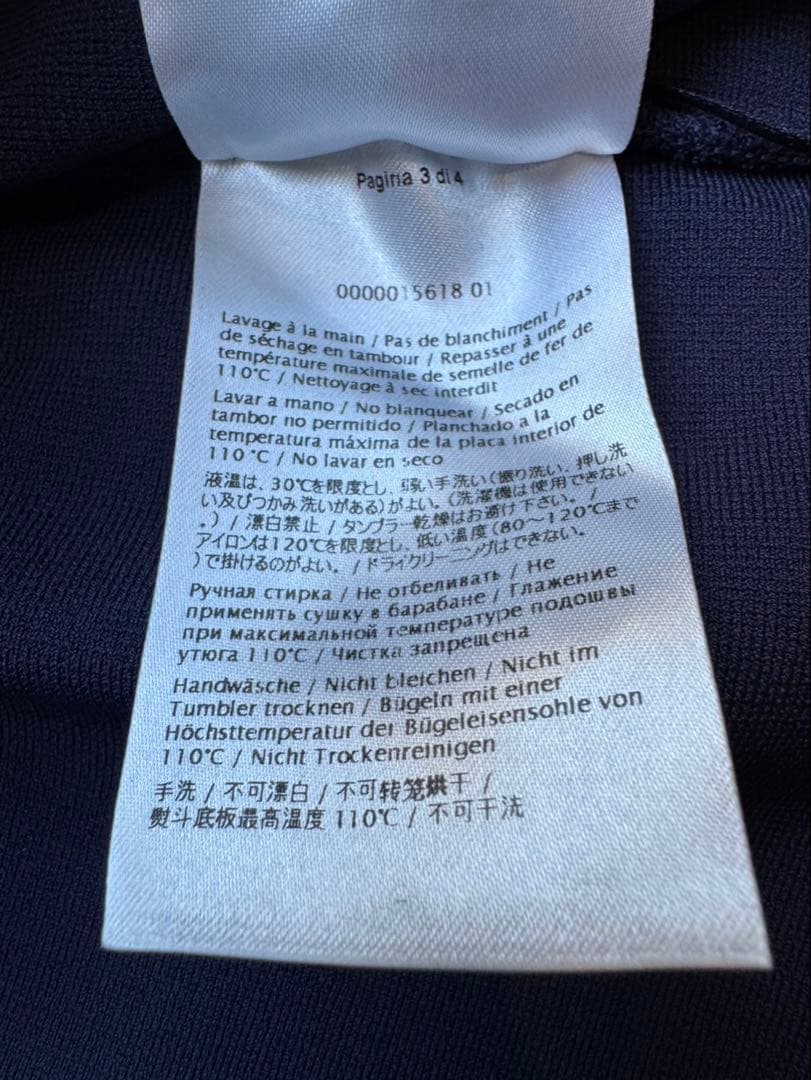 Pagina 3 di 4
0000015618 01
Lavage à la main / Pas de blanchiment / Pas
de séchage en tambour / Repasser à une
température maximale de semelle de fer de
110°C / Nettoyage à sec interdit
Lavar a mano / No blanquear / Secado en
tambor no permitido / Planchado a la
temperatura máxima de la placa interior de
110 °C / No lavar en seco
液温は、30℃を限度とし、弱い手洗い(振り洗い、押し洗
い及びつかみ洗いがある)がよい。(洗濯機は使用できない
。) / 漂白禁止 / タンブラー乾燥はお避け下さい。 /
アイロンは120℃を限度とし、低い温度(80～120℃まで
)で掛けるのがよい。 / ドライクリーニングはできない。
Ручная стирка / Не отбеливать / Не
применять сушку в барабане / Глажение
при максимальной температуре подошвы
утюга 110°C / Чистка запрещена
Handwäsche / Nicht bleichen / Nicht im
Tumbler trocknen / Bügeln mit einer
Höchsttemperatur der Bügeleisensohle von
110°C / Nicht Trockenreinigen
手洗 / 不可漂白 / 不可转笼烘干 /
熨斗底板最高温度 110℃ / 不可干洗